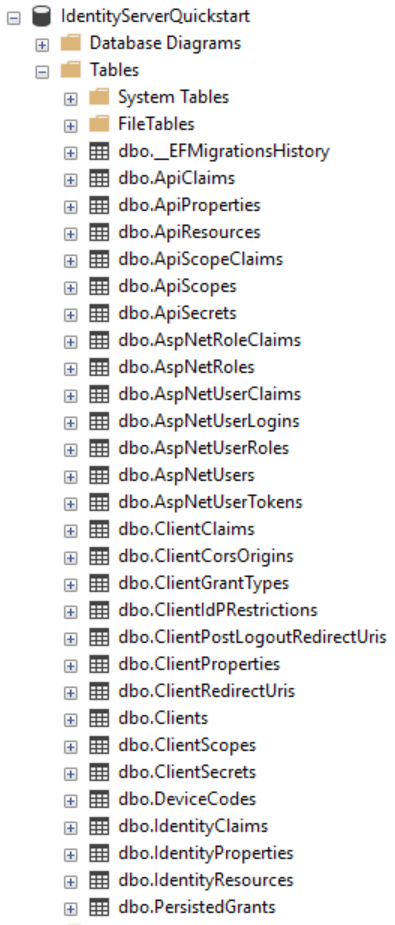 IdentityServerQuickstart
Database Diagrams
Tables
System Tables
FileTables
dbo.__EFMigrationsHistory
dbo.ApiClaims
dbo.ApiProperties
dbo.ApiResources
dbo.ApiScopeClaims
dbo.ApiScopes
dbo.ApiSecrets
dbo.AspNetRoleClaims
dbo.AspNetRoles
dbo.AspNetUserClaims
dbo.AspNetUserLogins
dbo.AspNetUserRoles
dbo.AspNetUsers
dbo.AspNetUserTokens
dbo.ClientClaims
dbo.ClientCorsOrigins
dbo.ClientGrantTypes
dbo.ClientIdPRestrictions
dbo.ClientPostLogoutRedirectUris
dbo.ClientProperties
dbo.ClientRedirectUris
dbo.Clients
dbo.ClientScopes
dbo.ClientSecrets
dbo.DeviceCodes
dbo.IdentityClaims
dbo.IdentityProperties
dbo.IdentityResources
dbo.PersistedGrants